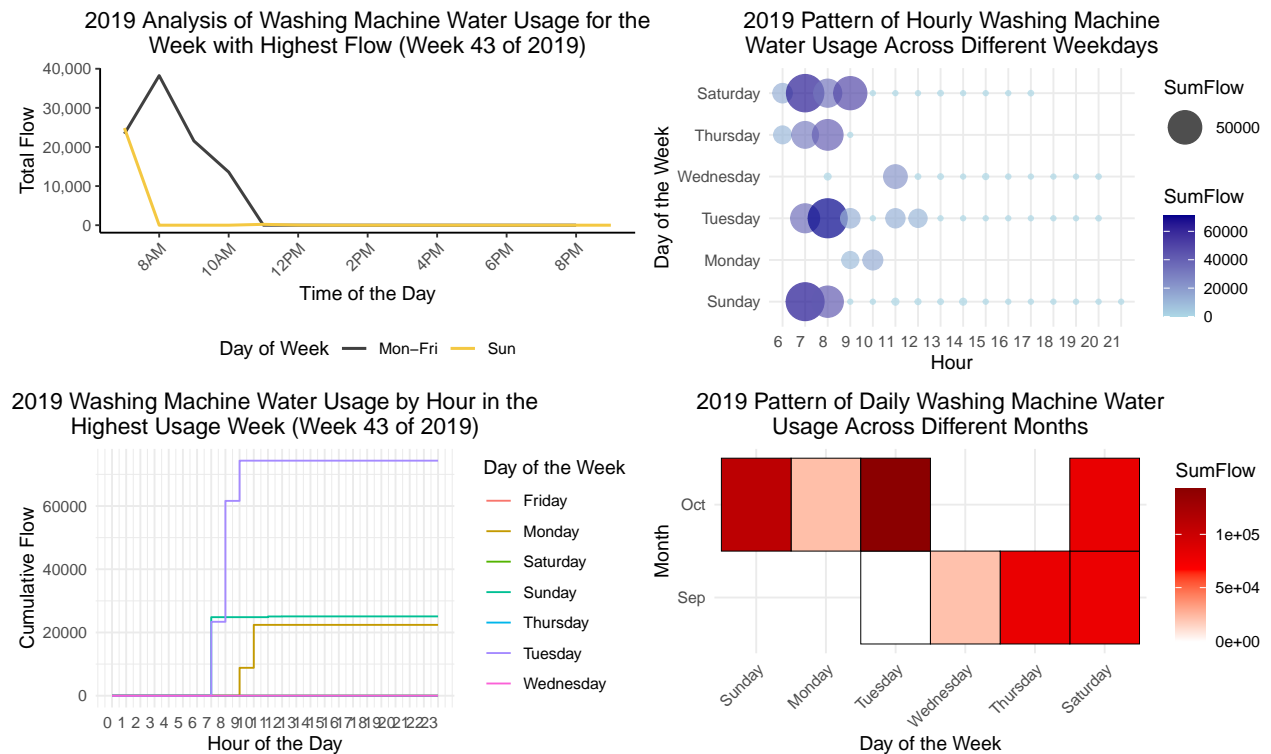 2019 Analysis of Washing Machine Water Usage for the
Week with Highest Flow (Week 43 of 2019)
40,000
30,000
20,000
10,000
0
Total Flow
8AM
10AM
12PM
2PM
4PM
6PM
8PM
Time of the Day
Day of Week
Mon−Fri
Sun
2019 Pattern of Hourly Washing Machine
Water Usage Across Different Weekdays
Day of the Week
Saturday
Thursday
Wednesday
Tuesday
Monday
Sunday
6 7 8 9 10 11 12 13 14 15 16 17 18 19 20 21
Hour
SumFlow
50000
SumFlow
60000
40000
20000
0
2019 Washing Machine Water Usage by Hour in the
Highest Usage Week (Week 43 of 2019)
Cumulative Flow
60000
40000
20000
0
0 1 2 3 4 5 6 7 8 9 10 11 12 13 14 15 16 17 18 19 20 21 22 23
Hour of the Day
Day of the Week
Friday
Monday
Saturday
Sunday
Thursday
Tuesday
Wednesday
2019 Pattern of Daily Washing Machine Water
Usage Across Different Months
Month
Oct
Sep
Sunday
Monday
Tuesday
Wednesday
Thursday
Saturday
Day of the Week
SumFlow
1e+05
5e+04
0e+00